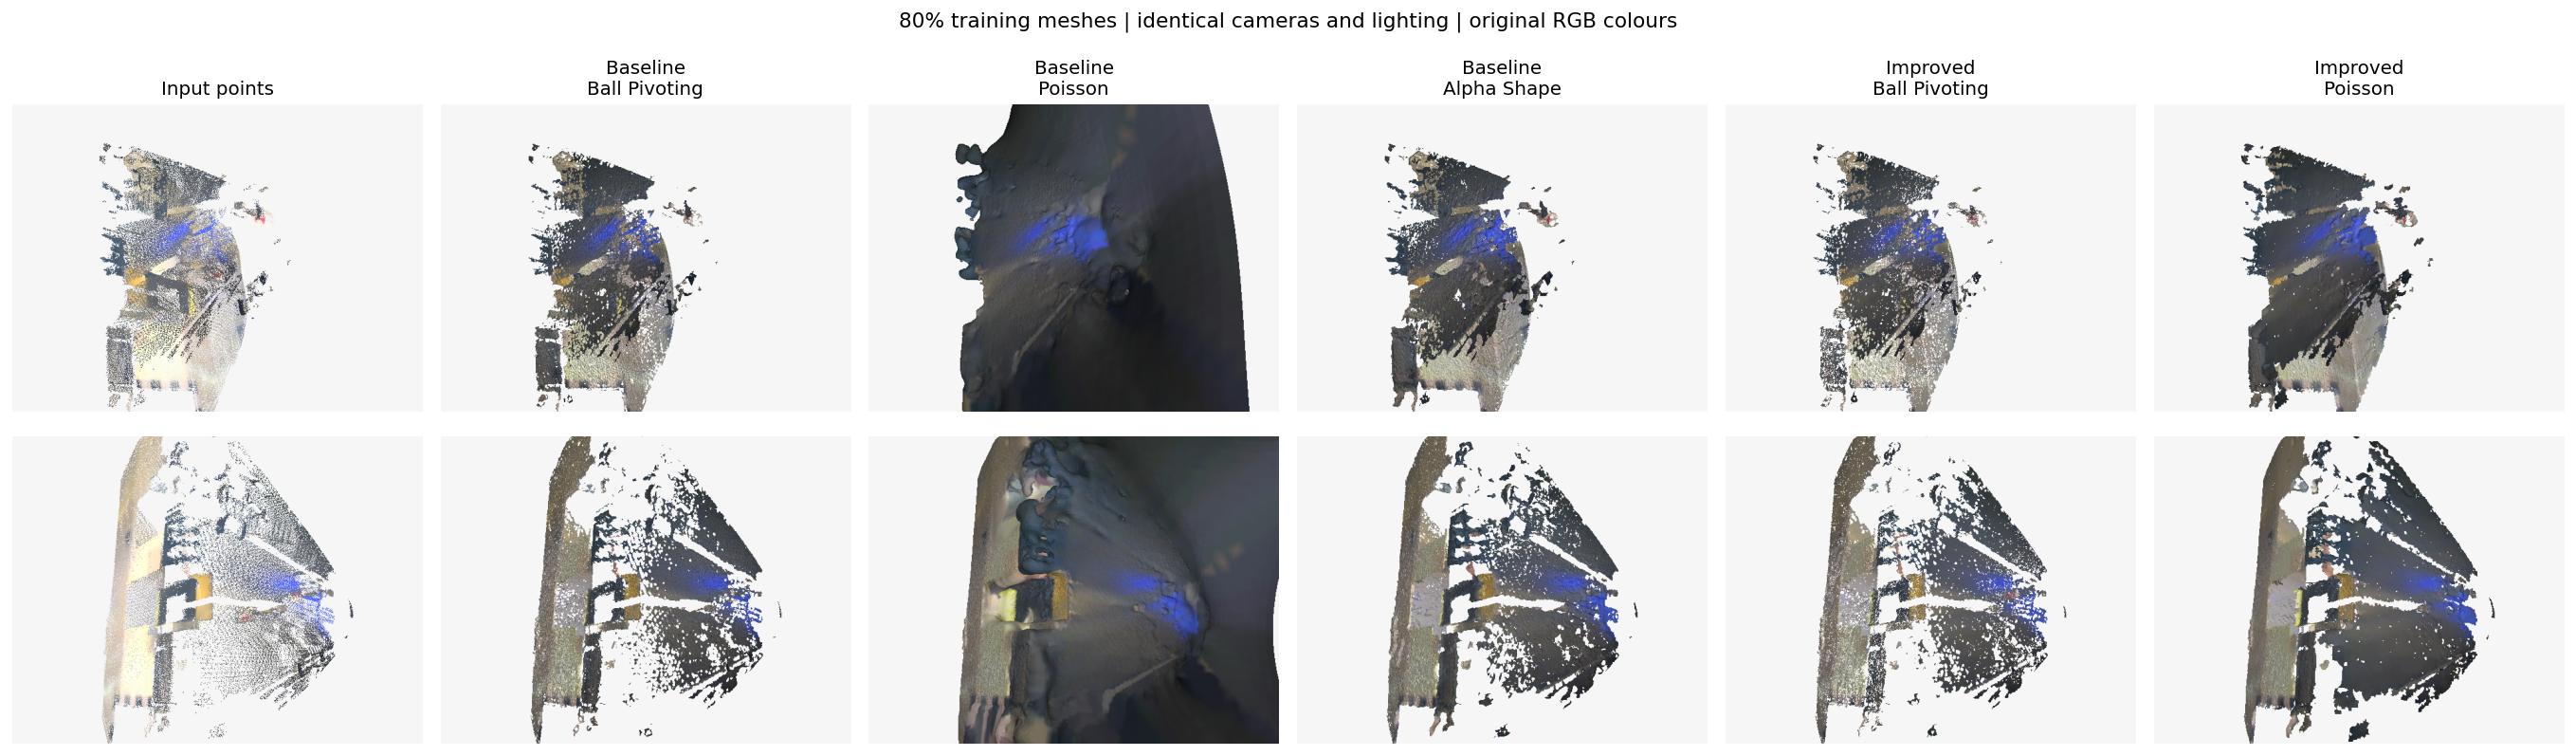 80% training meshes | identical cameras and lighting | original RGB colours
Input points
Baseline
Ball Pivoting
Baseline
Poisson
Baseline
Alpha Shape
Improved
Ball Pivoting
Improved
Poisson